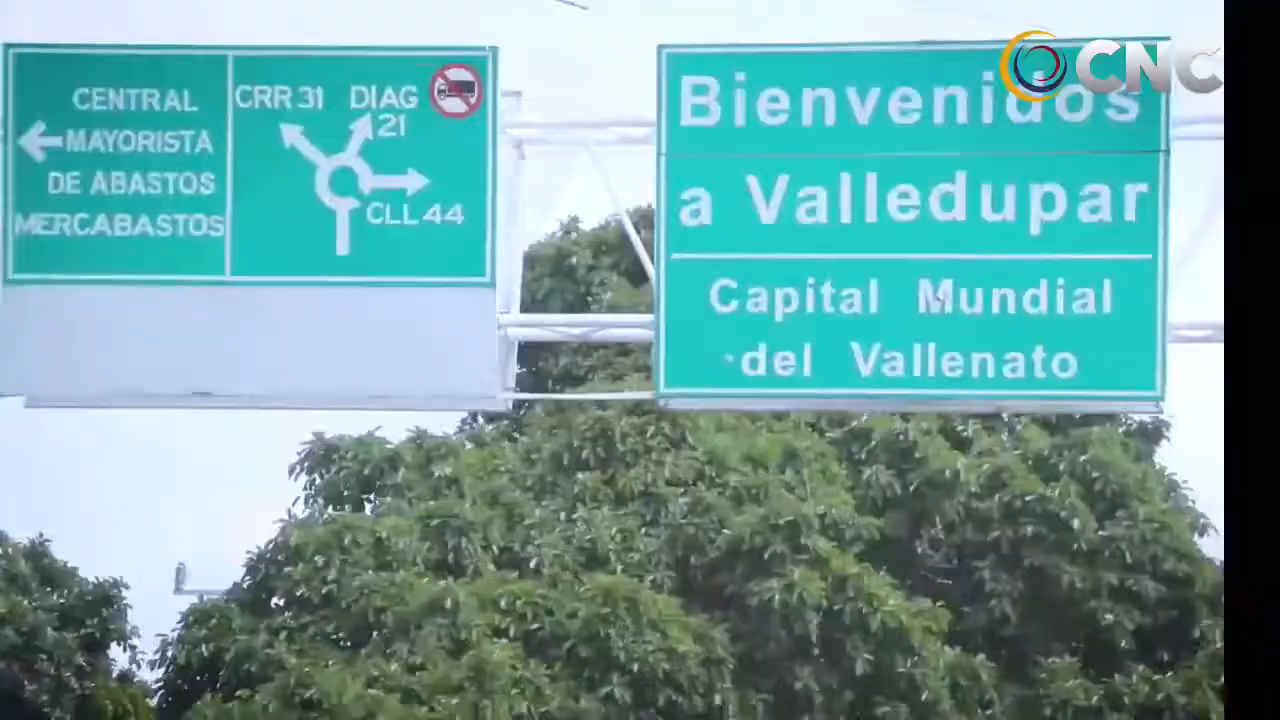 CENTRAL
MAYORISTA
DE ABASTOS
MERCABASTOS
CRR 31 DIAG
21
CLL 44
Bienvenidos
a Valledupar
Capital Mundial
del Vallenato
CNC